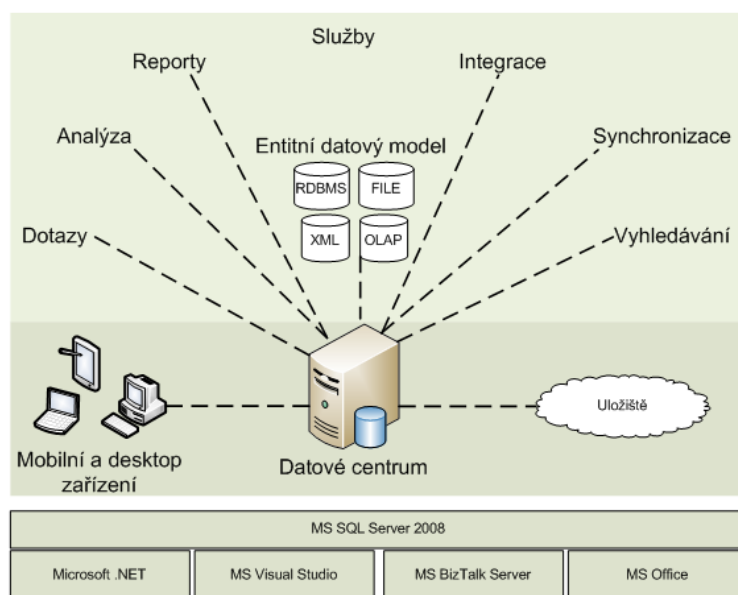 Služby
Reporty
Integrace
Analýza
Entitní datový model
Synchronizace
RDBMS
FILE
XML
OLAP
Dotazy
Vyhledávání
Uložiště
Mobilní a desktop
zařízení
Datové centrum
MS SQL Server 2008
Microsoft .NET
MS Visual Studio
MS BizTalk Server
MS Office